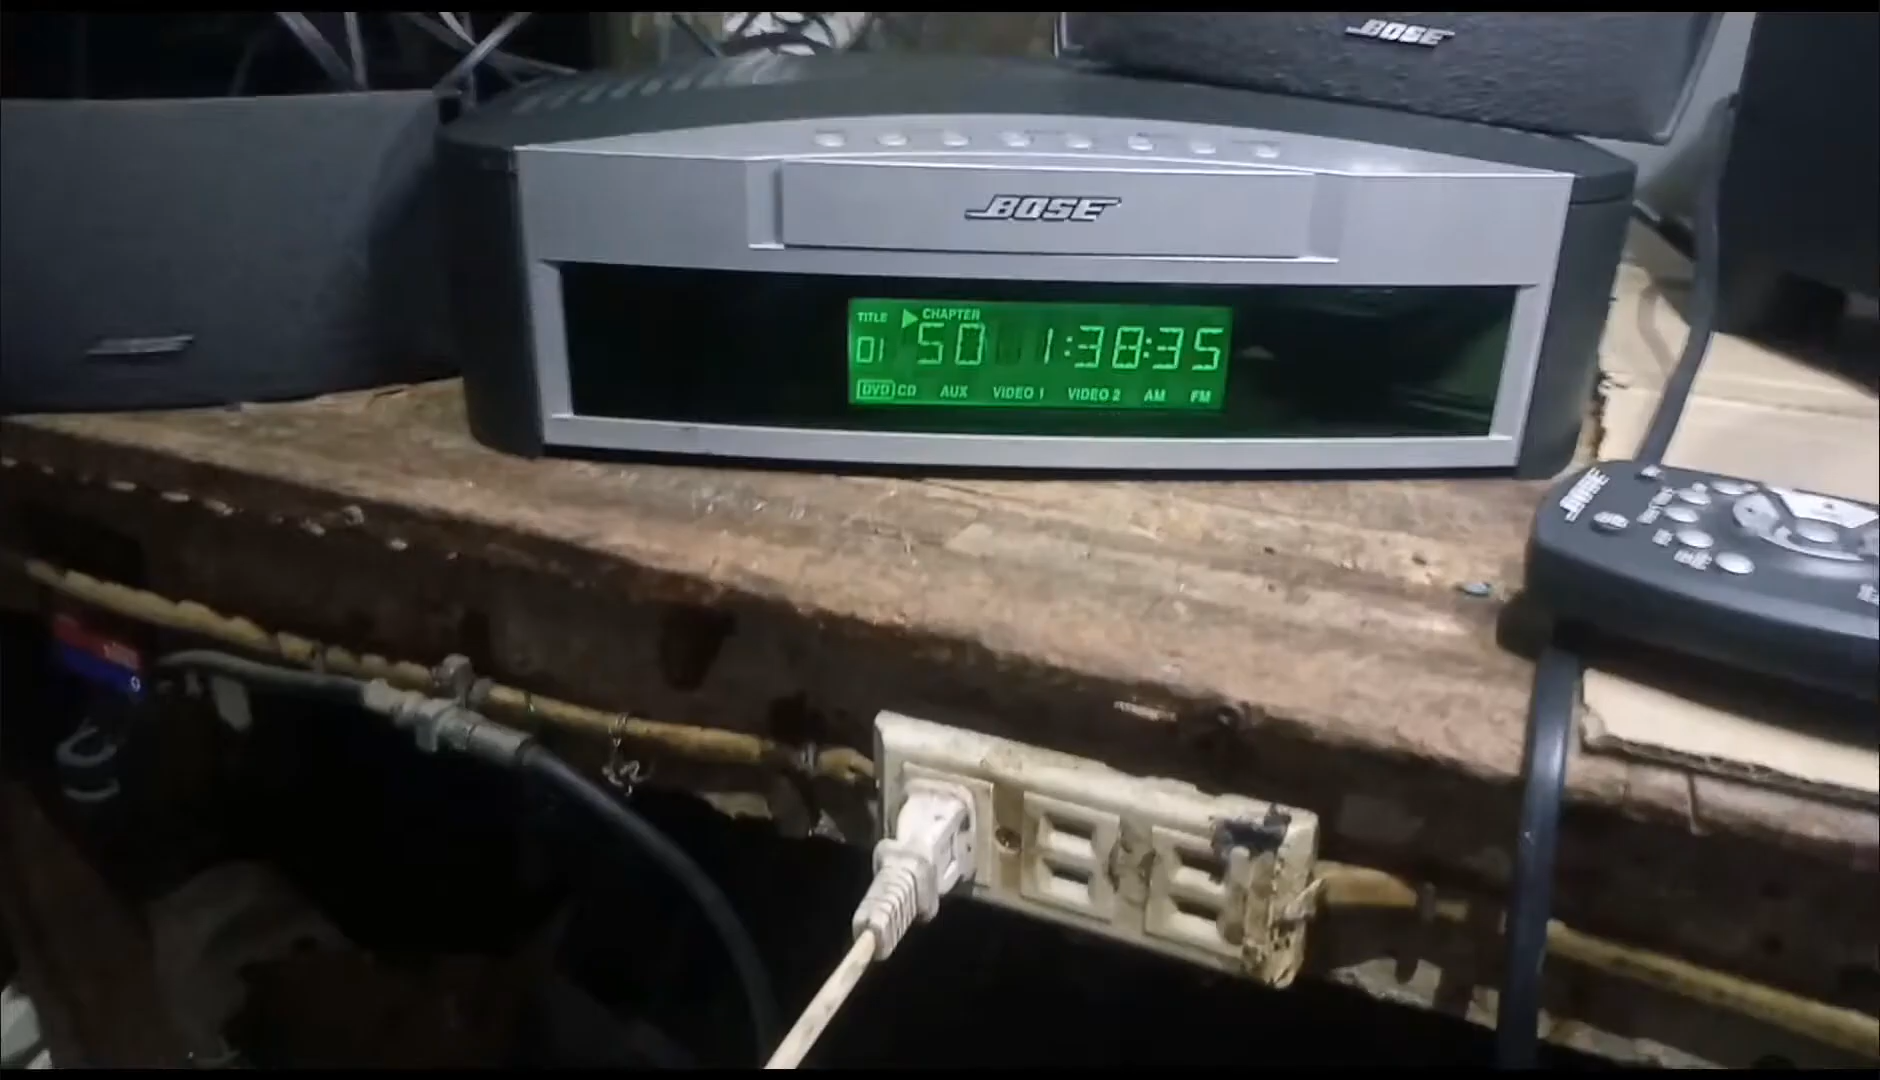 BOSE
BOSE
TITLE CHAPTER
01 50 1:38:35
DVD CD AUX VIDEO 1 VIDEO 2 AM FM
BOSE